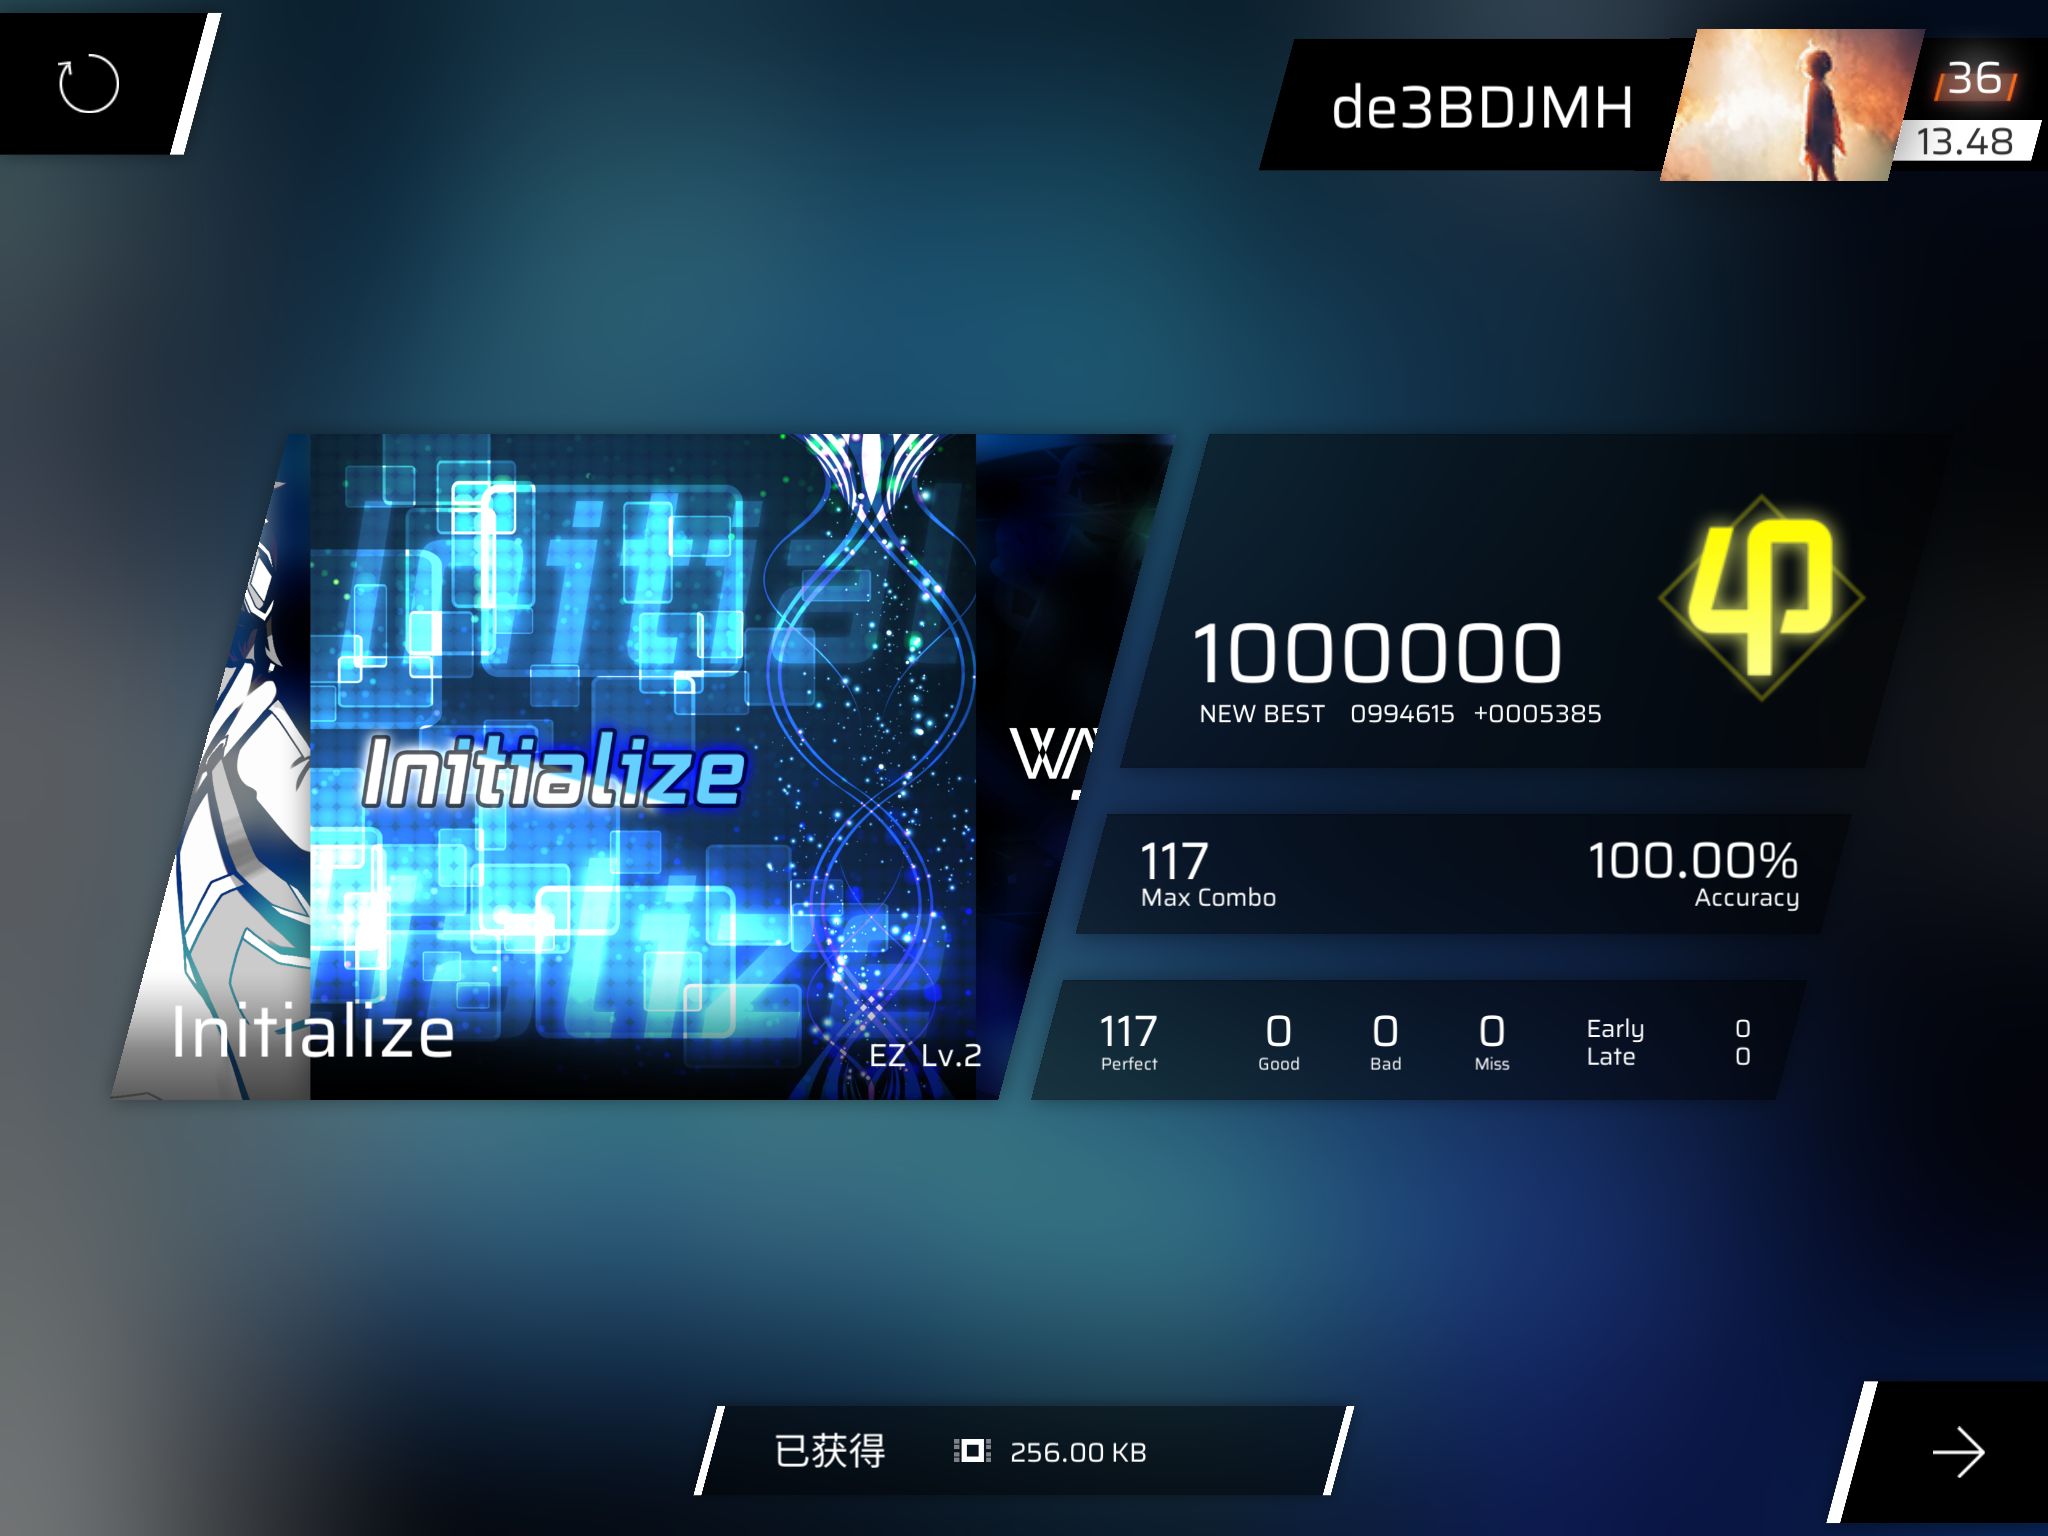 de3BDJMH
36
13.48
Initialize
Initialize
EZ Lv.2
1000000
φ
NEW BEST 0994615 +0005385
117
Max Combo
100.00%
Accuracy
117
Perfect
0
Good
0
Bad
0
Miss
Early 0
Late 0
已获得 256.00 KB